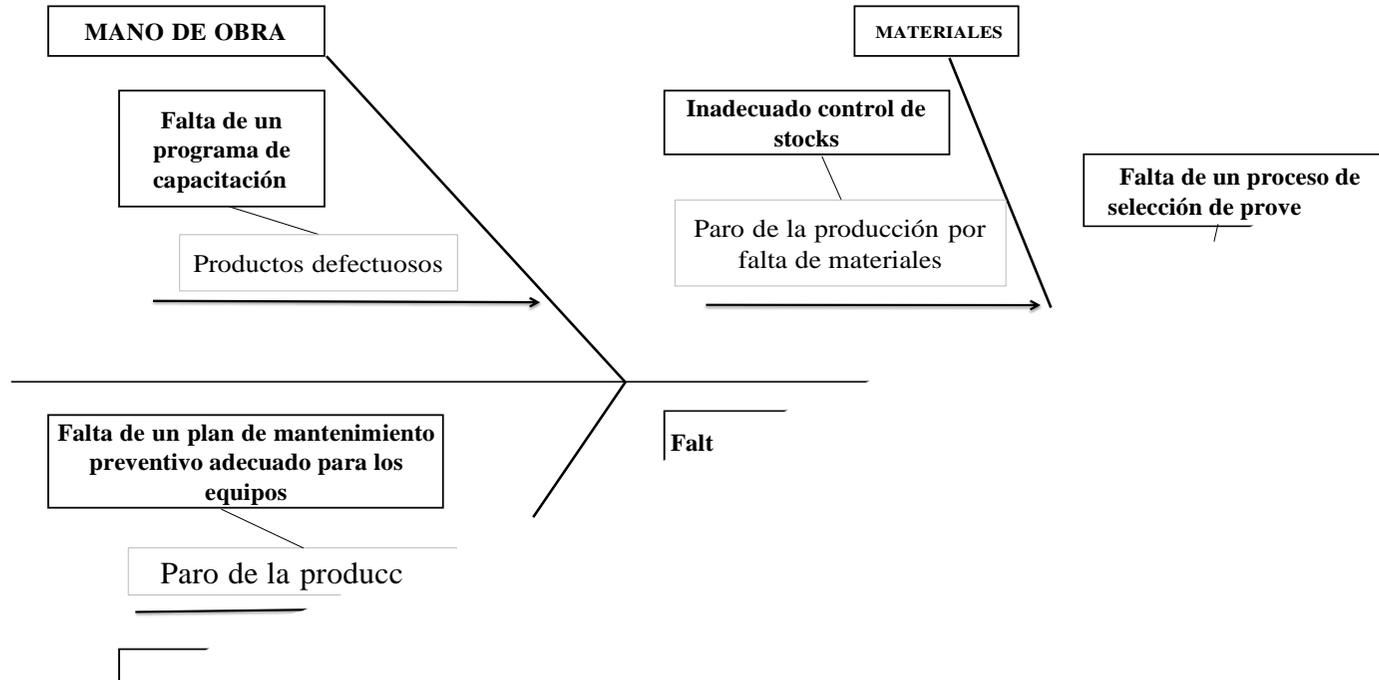 MANO DE OBRA
MATERIALES
Falta de un
programa de
capacitación
Inadecuado control de
stocks
Falta de un proceso de
selección de prove
Productos defectuosos
Paro de la producción por
falta de materiales
Falta de un plan de mantenimiento
preventivo adecuado para los
equipos
Falt
Paro de la producc